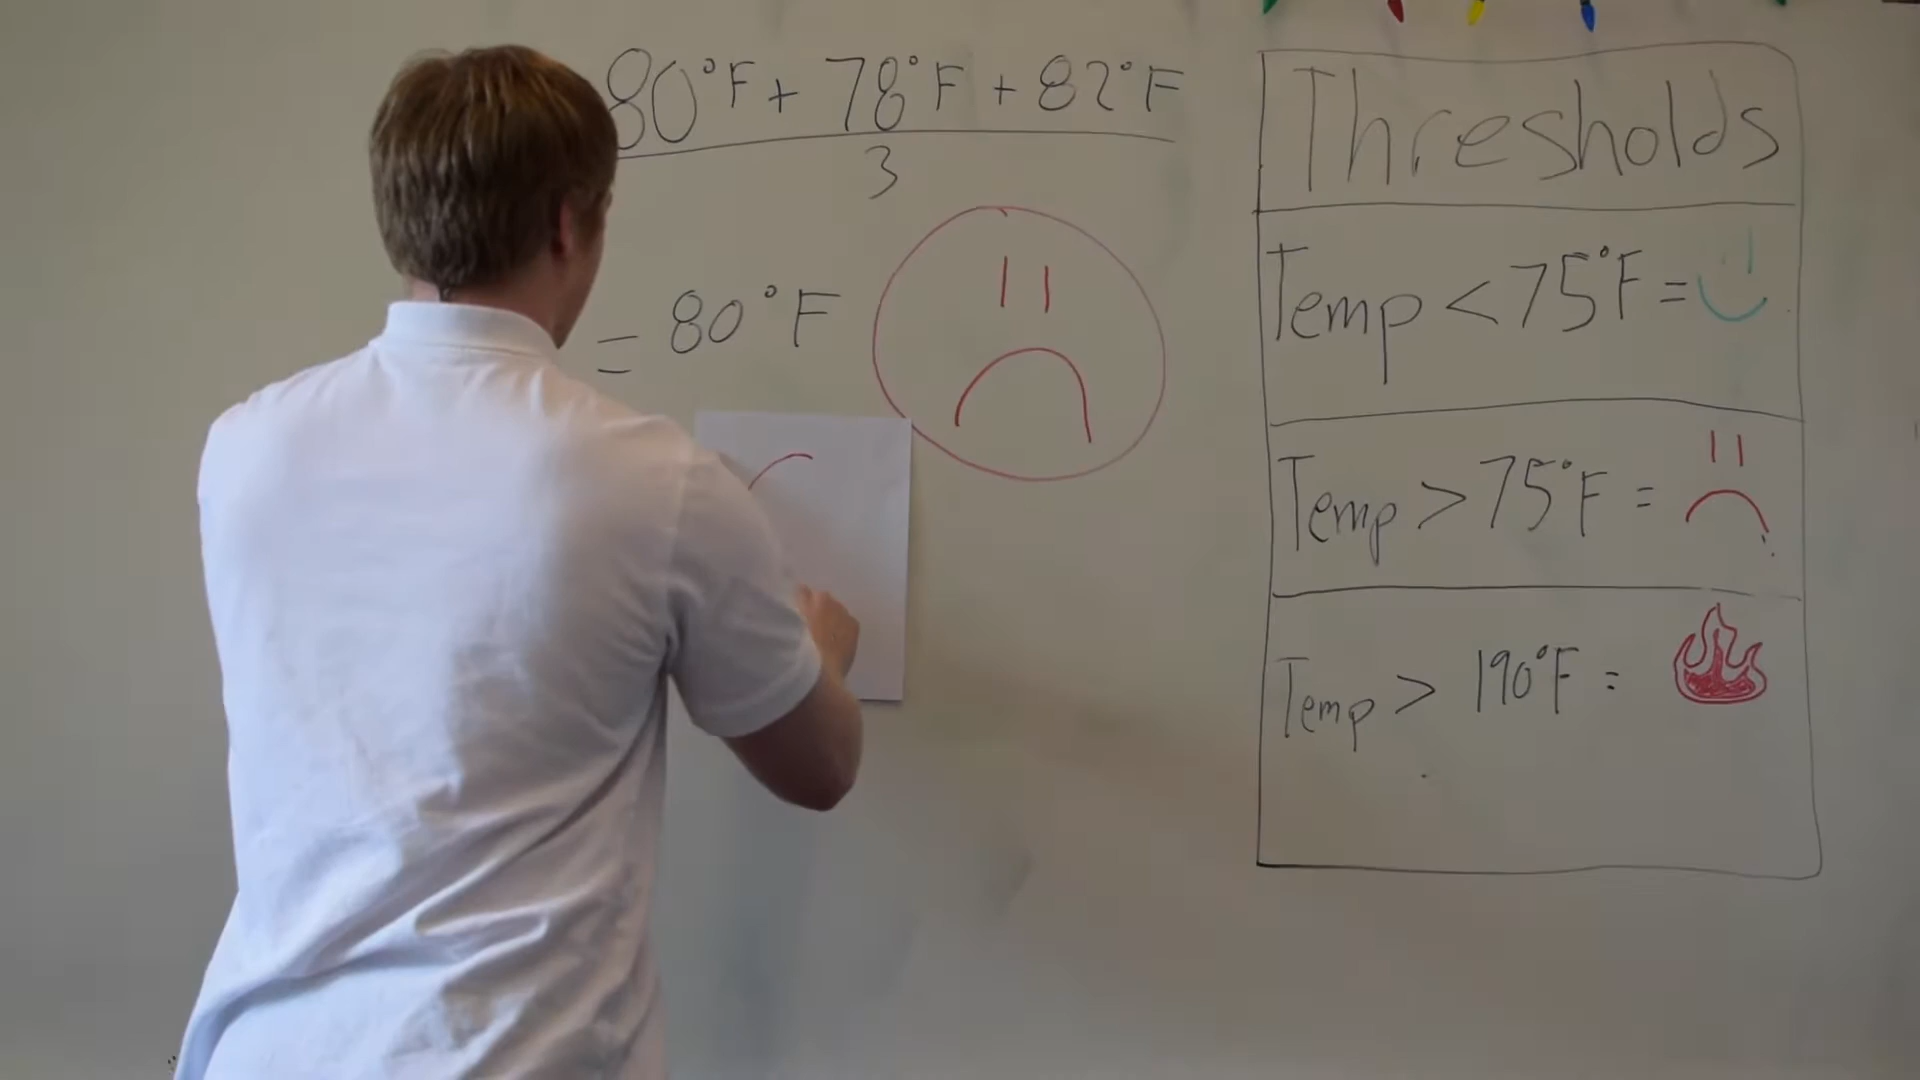 80°F + 78°F + 82°F
3
= 80°F
Thresholds
Temp < 75°F =
Temp > 75°F =
Temp > 190°F =